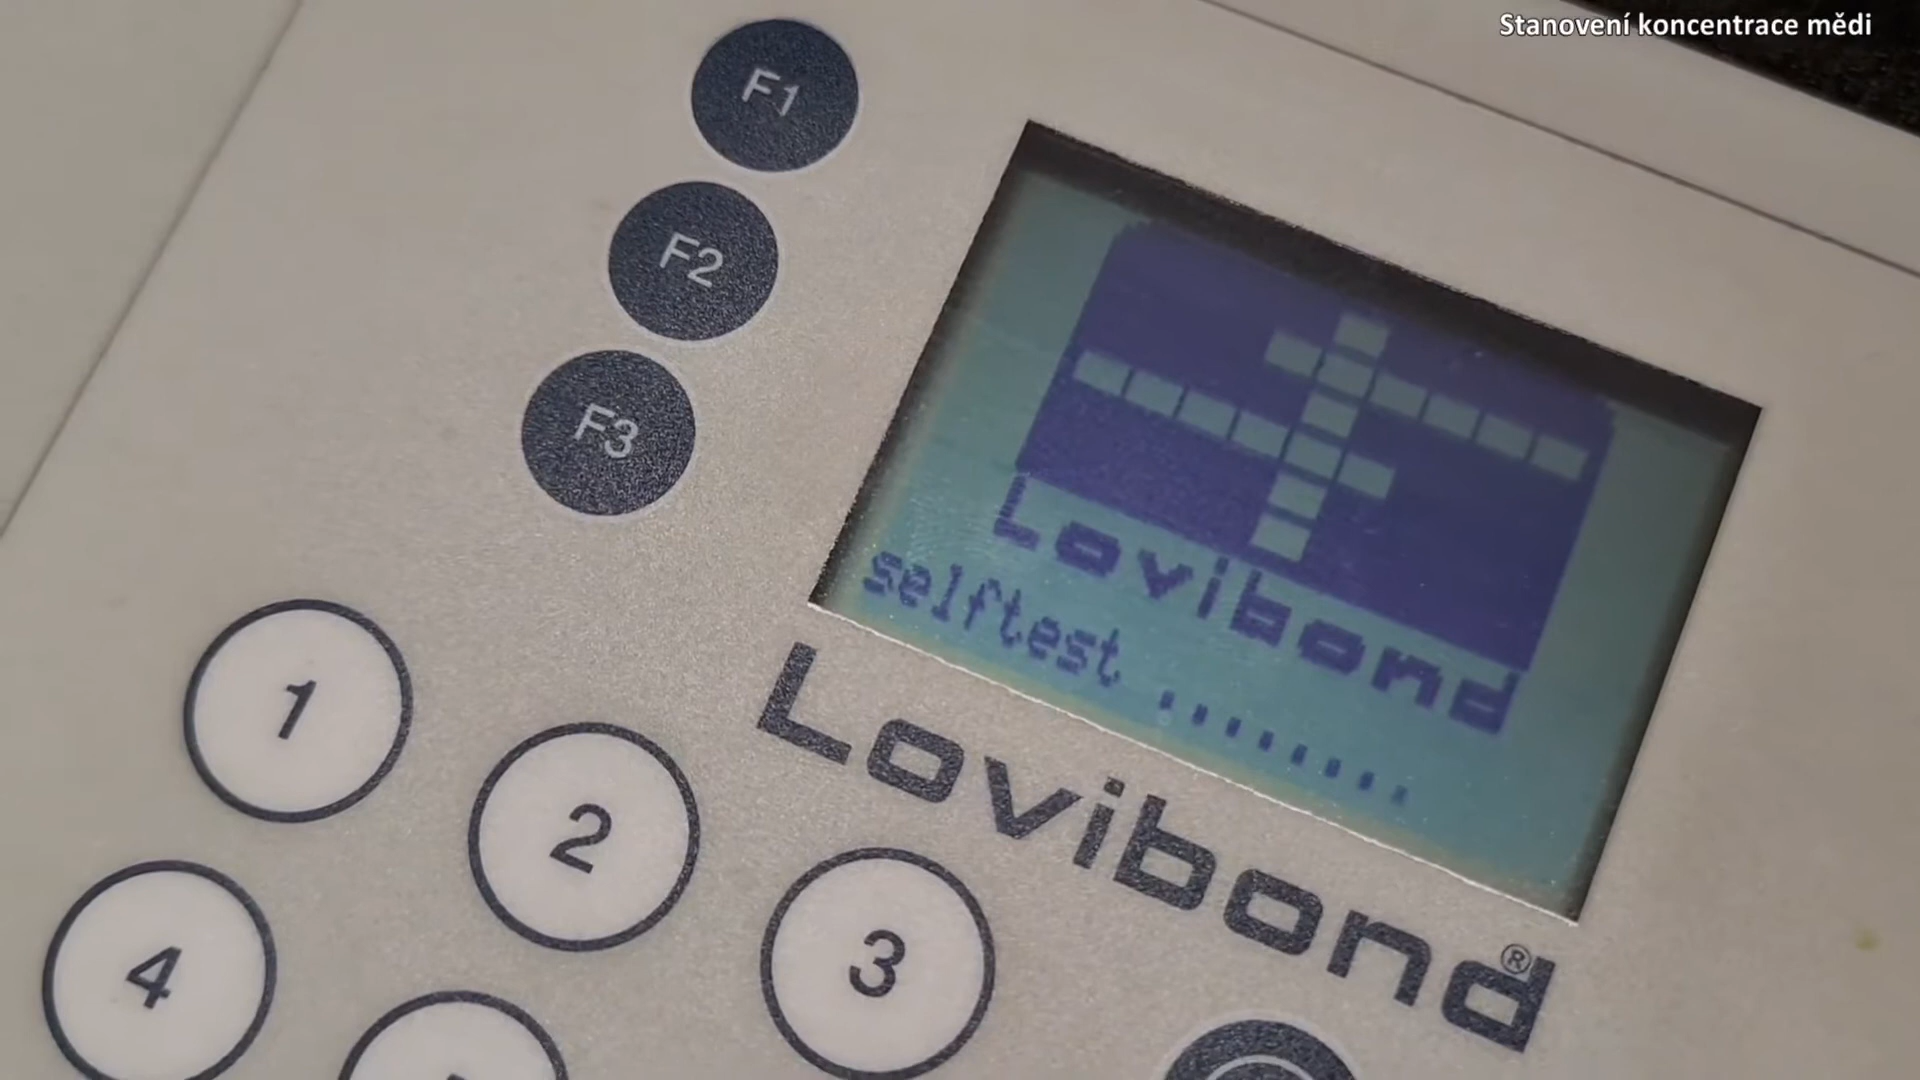 Stanovení koncentrace mědi
F1
F2
F3
Lovibond
selftest ........
Lovibond®
1
2
3
4